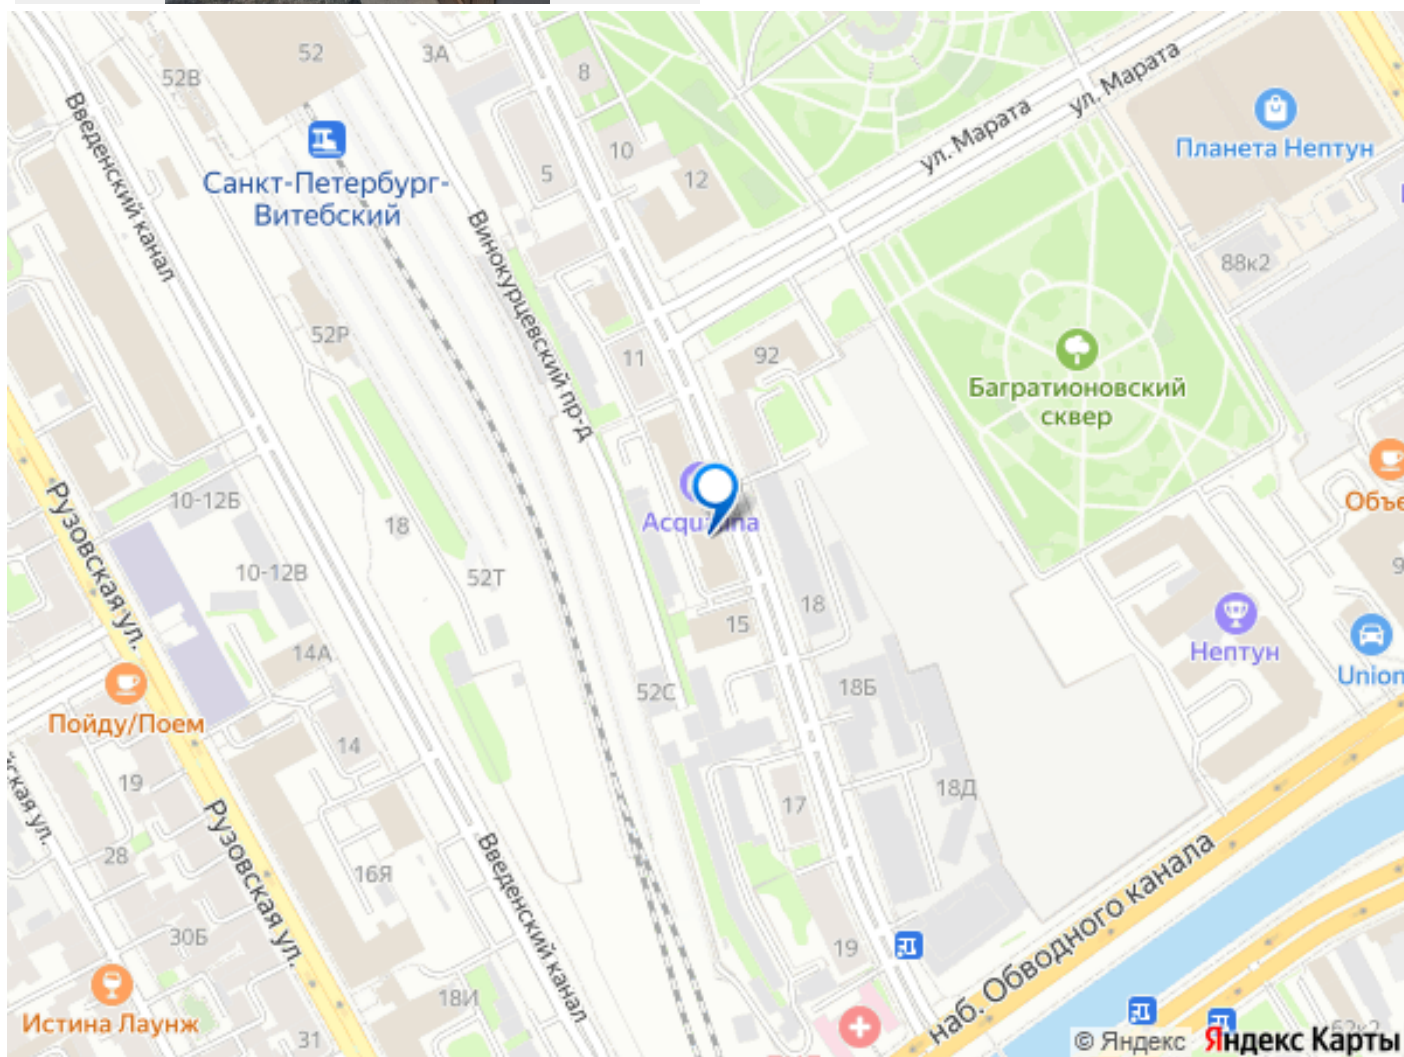 52
3А
52В
8
ул. Марата
ул. Марата
Планета Нептун
Введенский канал
Санкт-Петербург-
Витебский
10
5
12
Винокурцевский пр-д
88к2
52Р
11
92
Багратионовский
сквер
Рузовская ул.
10-12Б
18
Объе
10-12В
52Т
18
15
14А
Нептун
Union
52С
18Б
Пойду/Поем
14
19
17
18Д
ская ул.
Рузовская ул.
28
16Я
Введенский канал
наб. Обводного канала
30Б
19
18И
Истина Лаунж
31
62к2
© Яндекс Яндекс Карты